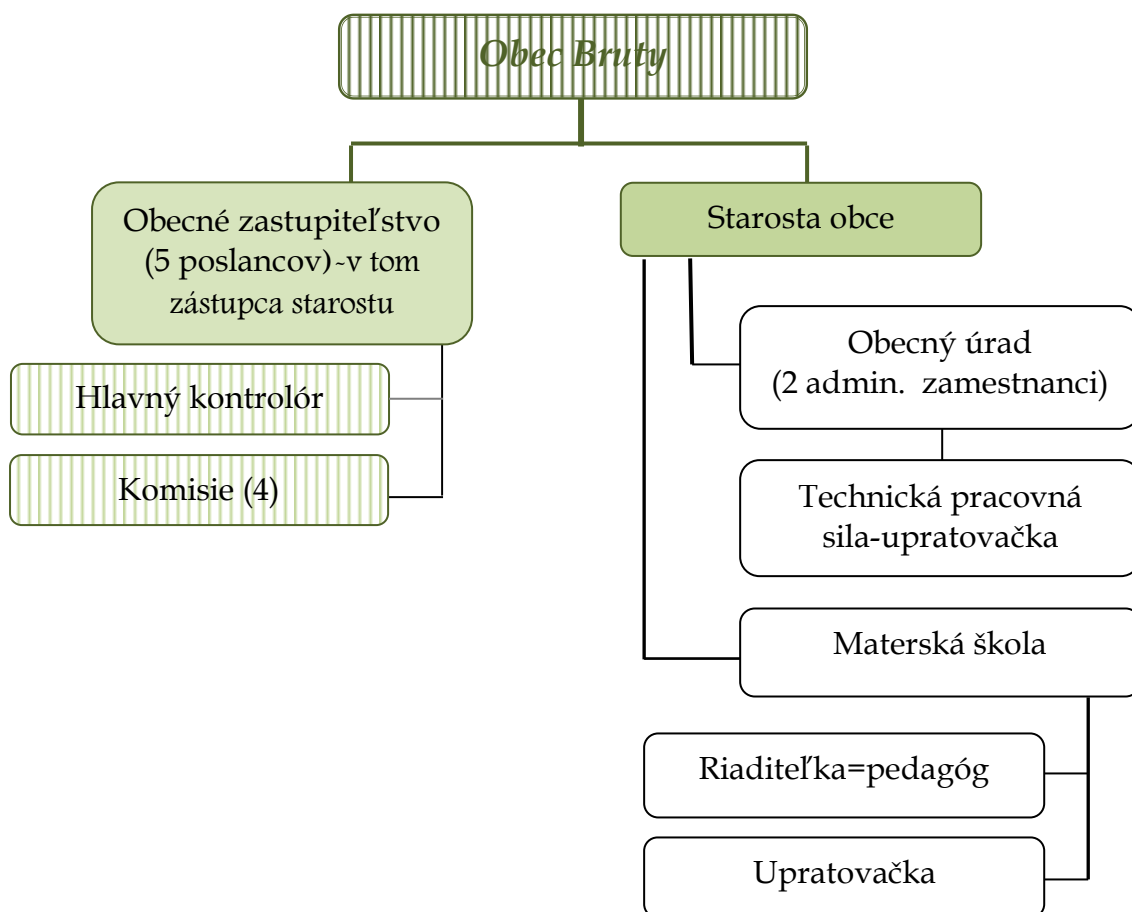 Obec Bruty
Obecné zastupiteľstvo
(5 poslancov)-v tom
zástupca starostu
Hlavný kontrolór
Komisie (4)
Starosta obce
Obecný úrad
(2 admin. zamestnanci)
Technická pracovná
sila-upratovačka
Materská škola
Riaditeľka=pedagóg
Upratovačka